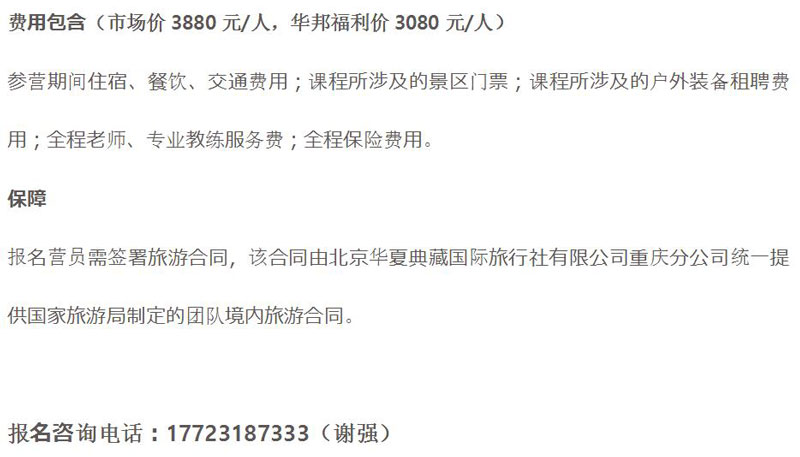 费用包含（市场价 3880 元/人，华邦福利价 3080 元/人）
参营期间住宿、餐饮、交通费用；课程所涉及的景区门票；课程所涉及的户外装备租聘费
用；全程老师、专业教练服务费；全程保险费用。
保障
报名营员需签署旅游合同，该合同由北京华夏典藏国际旅行社有限公司重庆分公司统一提
供国家旅游局制定的团队境内旅游合同。
报名咨询电话：17723187333（谢强）